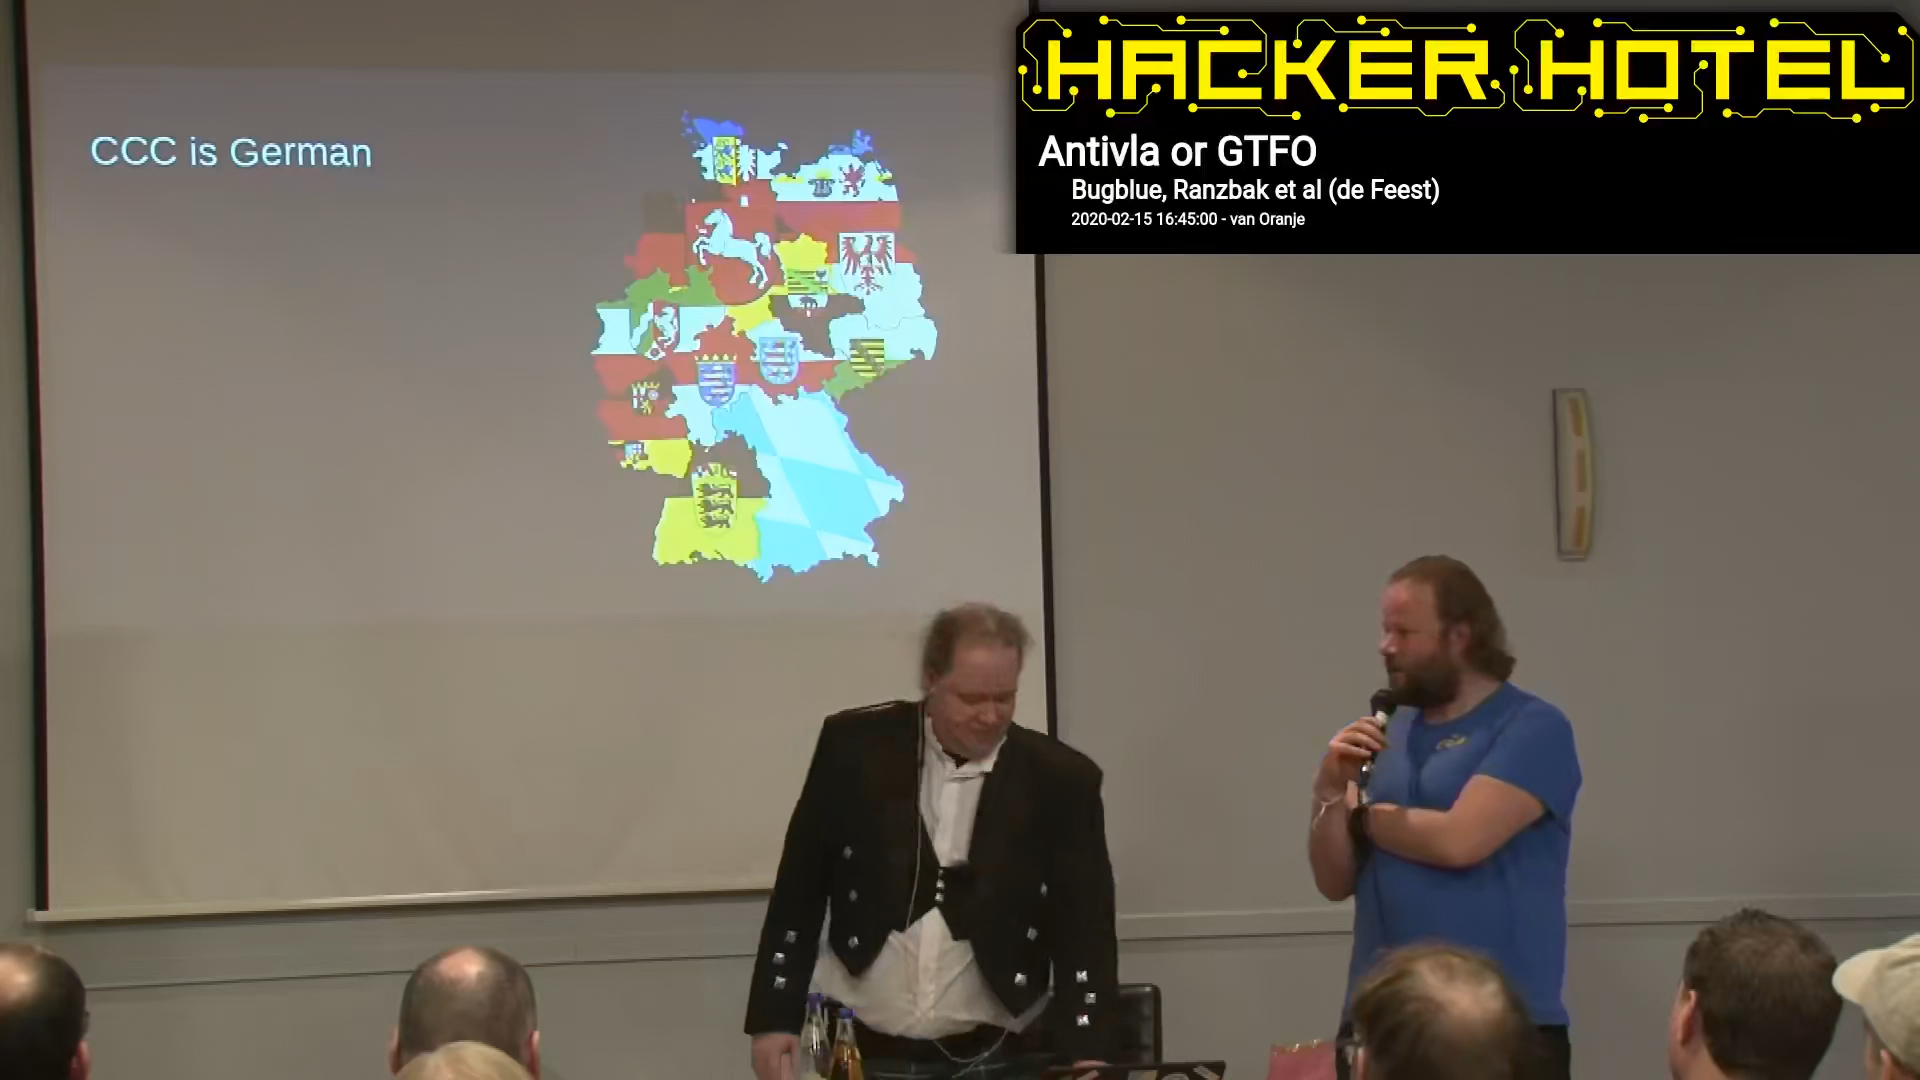 CCC is German
HACKER HOTEL
Antivla or GTFO
Bugblue, Ranzbak et al (de Feest)
2020-02-15 16:45:00 - van Oranje